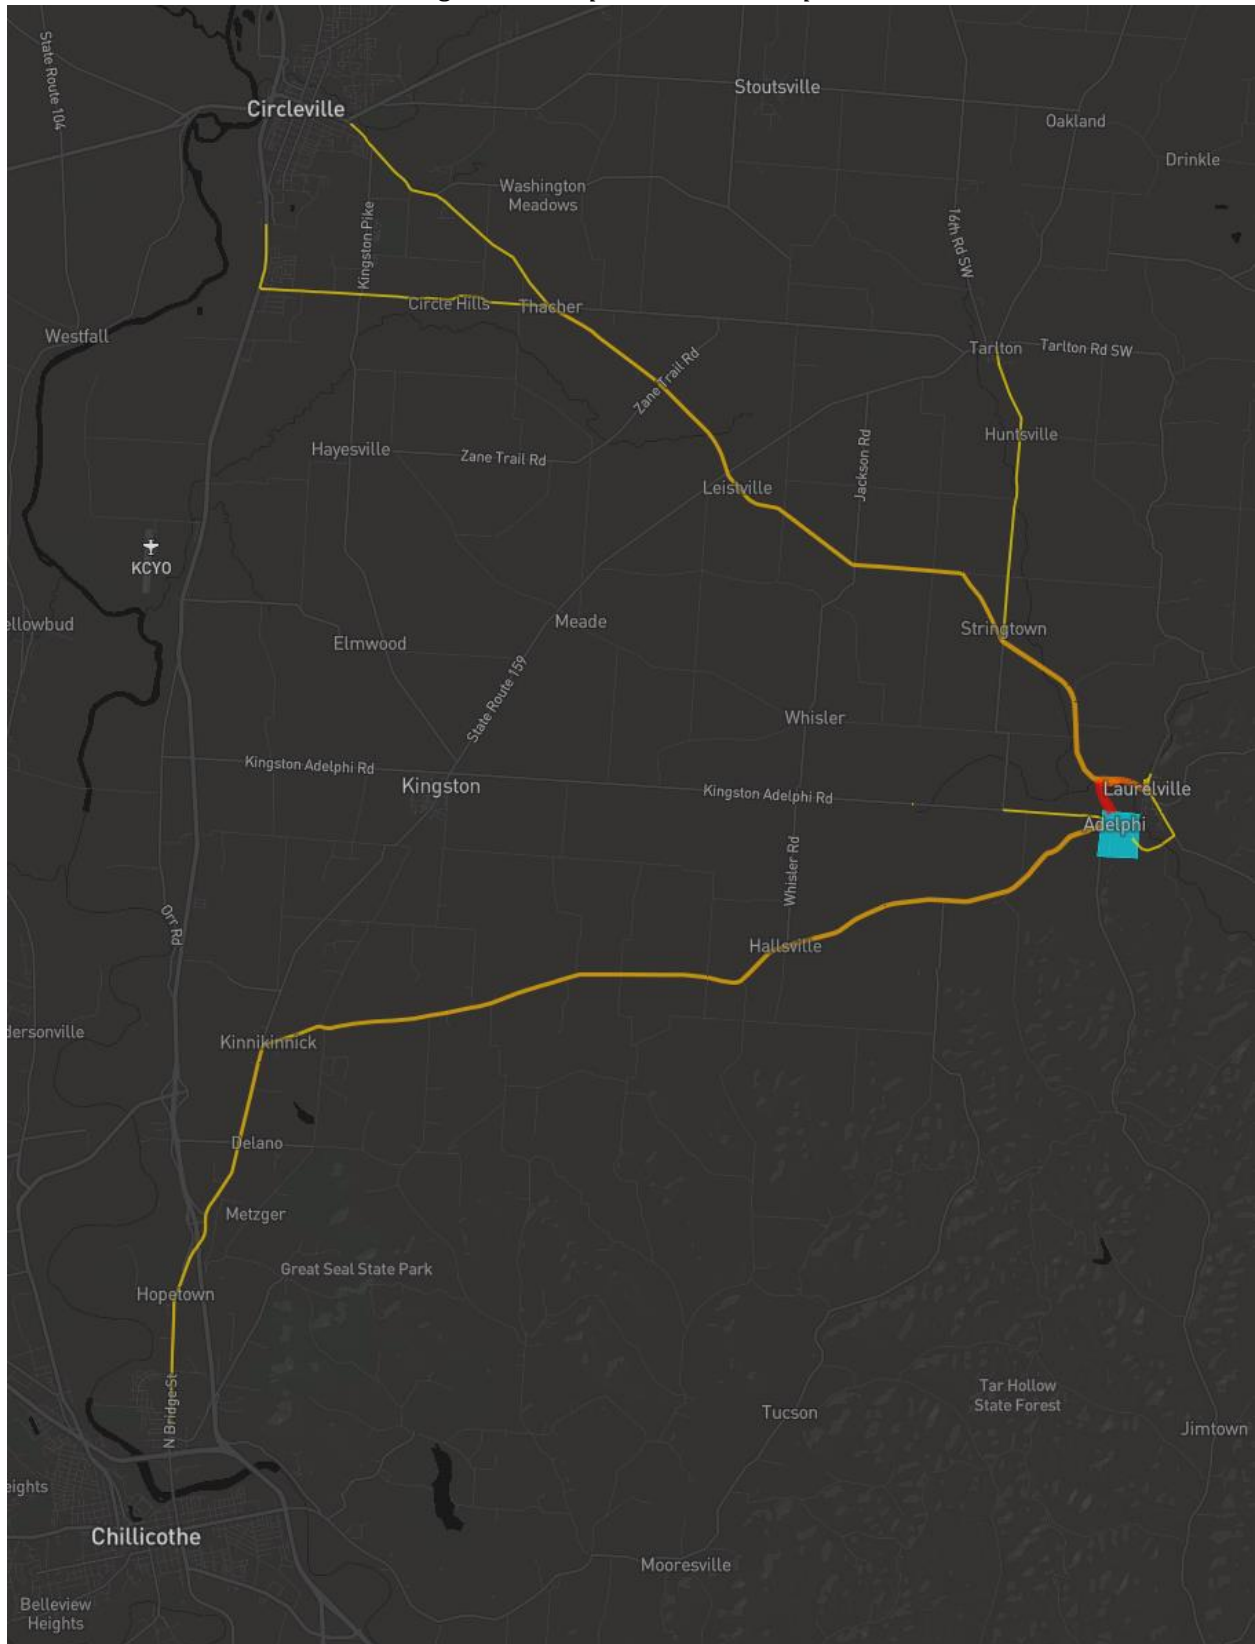 State Route 104
Circleville
Stoutsville
Oakland
Drinkle
Washington
Meadows
Kingston Pike
16th Rd SW
Circle Hills
Thacher
Westfall
Tarlton
Tarlton Rd SW
Zane Trail Rd
Huntsville
Hayesville
Zane Trail Rd
Jackson Rd
Leistville
KCYO
ellowbud
Meade
Stringtown
Elmwood
State Route 159
Whisler
Kingston Adelphi Rd
Kingston
Kingston Adelphi Rd
Laurelville
Adelphi
Whisler Rd
Orr Rd
Hallsville
dersonville
Kinnikinnick
Delano
Metzger
Great Seal State Park
Hopetown
N Bridge St
Tar Hollow
State Forest
Tucson
Jimtown
eights
Chillicothe
Mooresville
Belleview
Heights